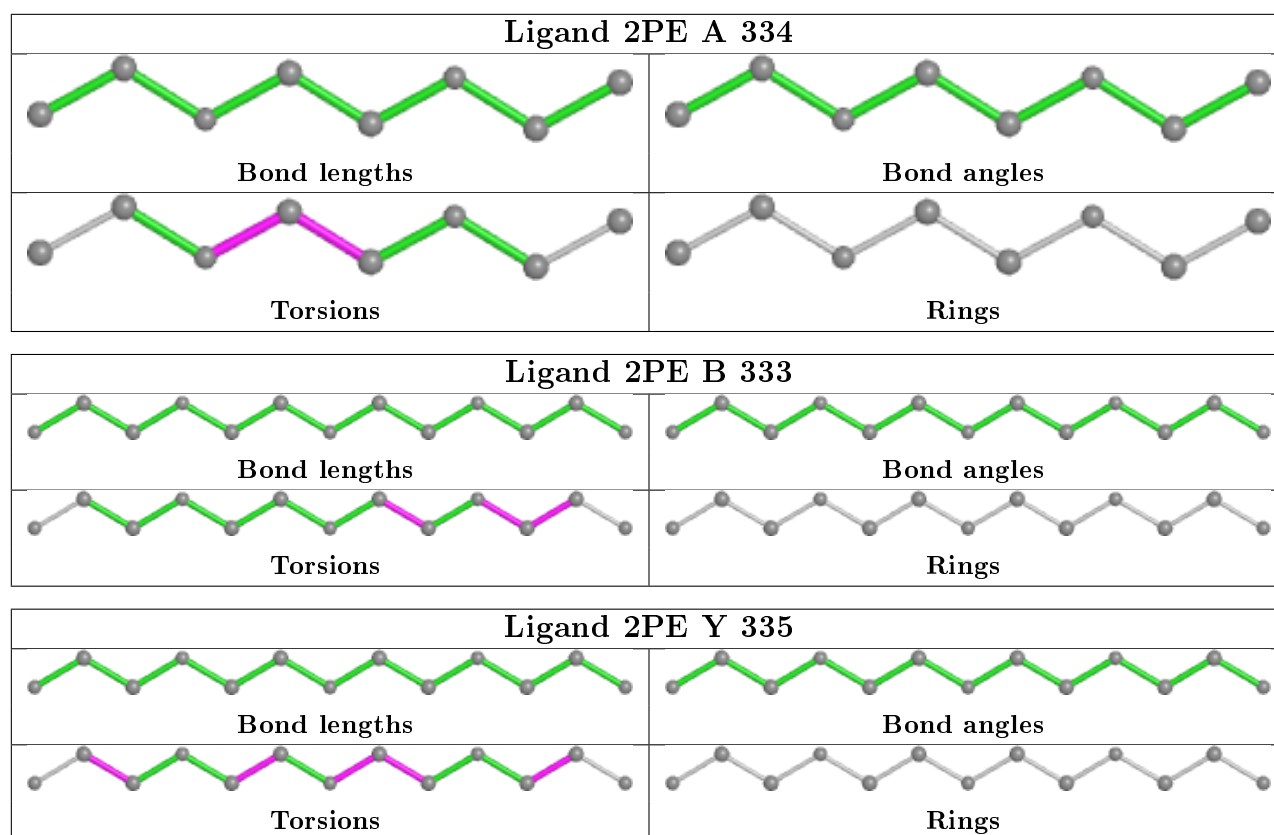 Ligand 2PE A 334
Bond lengths
Bond angles
Torsions
Rings
Ligand 2PE B 333
Bond lengths
Bond angles
Torsions
Rings
Ligand 2PE Y 335
Bond lengths
Bond angles
Torsions
Rings